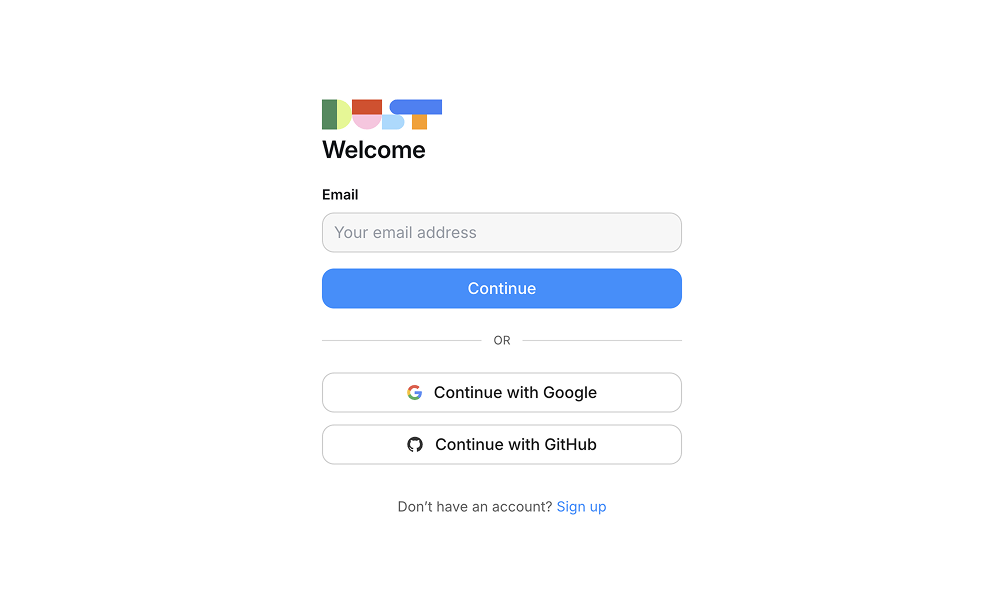 DUST
Welcome
Email
Your email address
Continue
OR
Continue with Google
Continue with GitHub
Don’t have an account? Sign up